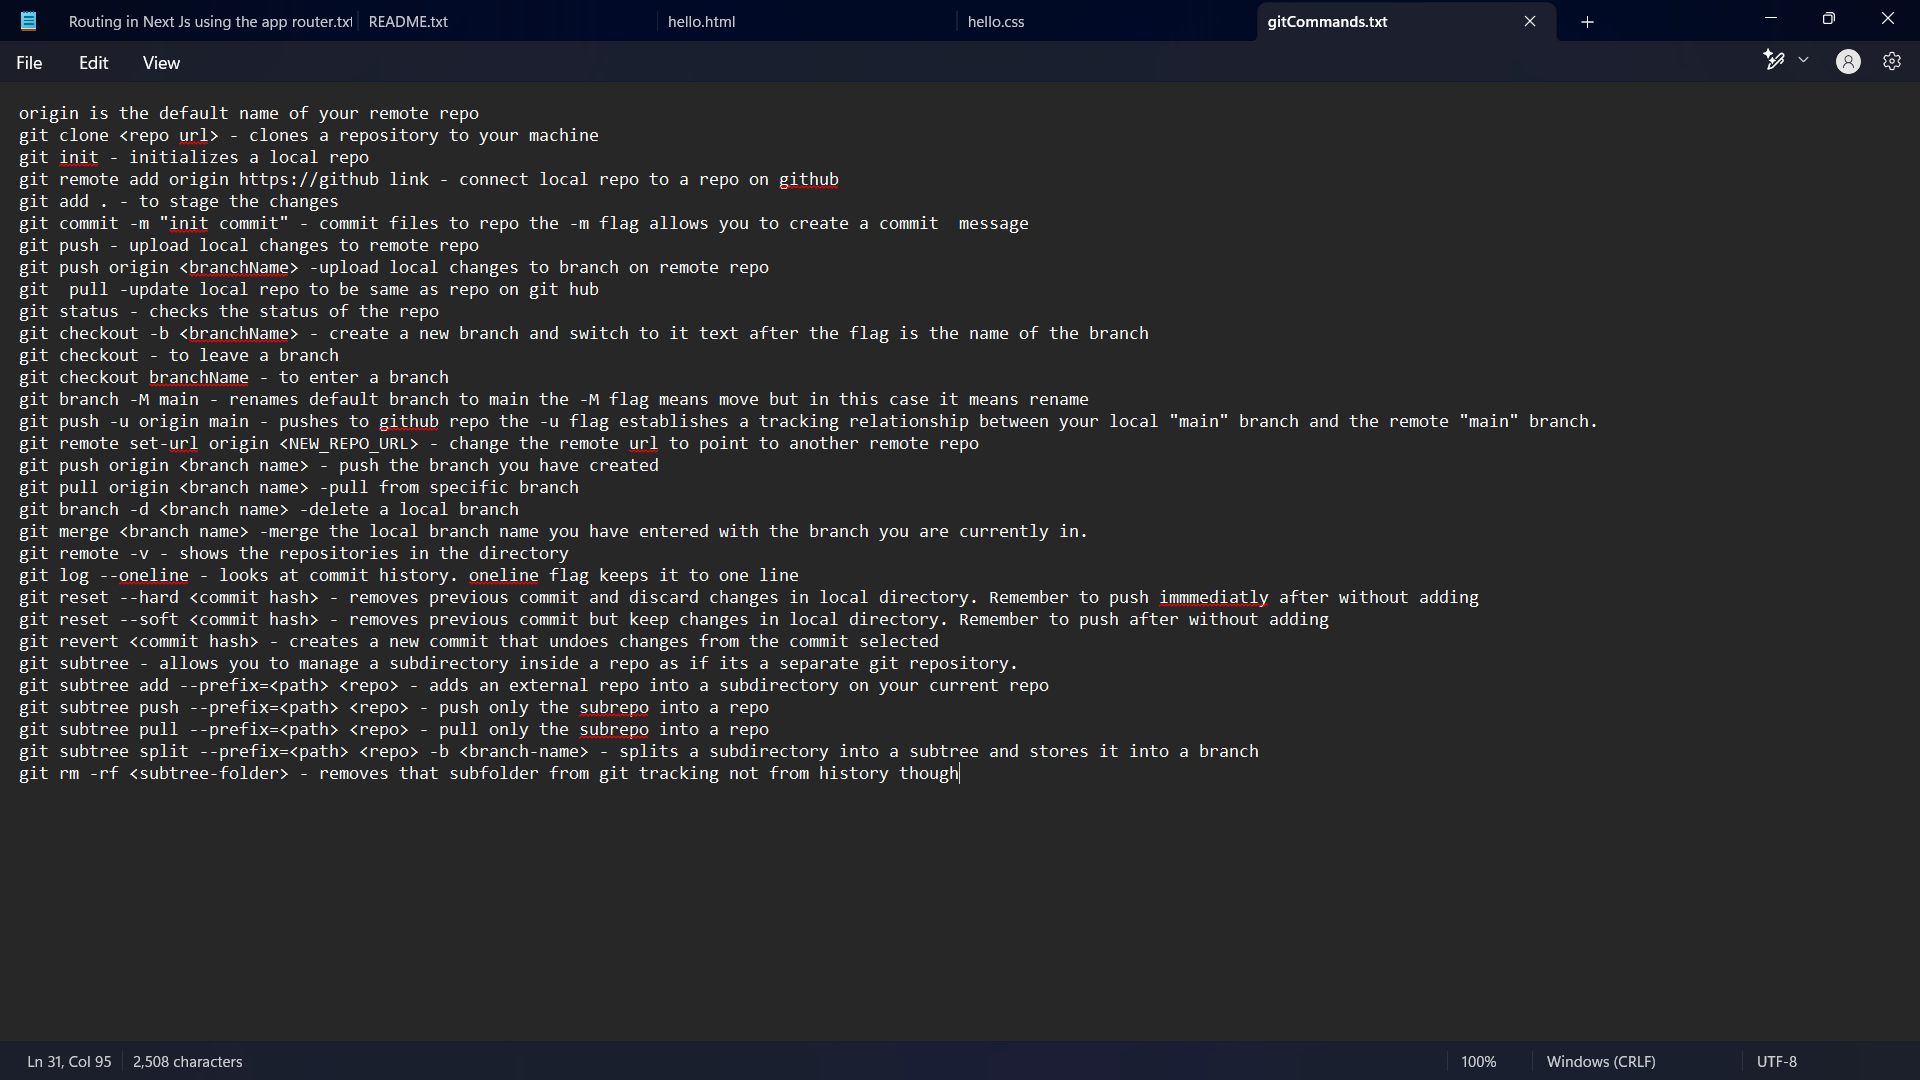 Routing in Next Js using the app router.txt
README.txt
hello.html
hello.css
gitCommands.txt
File
Edit
View
origin is the default name of your remote repo
git clone <repo url> - clones a repository to your machine
git init - initializes a local repo
git remote add origin https://github link - connect local repo to a repo on github
git add . - to stage the changes
git commit -m "init commit" - commit files to repo the -m flag allows you to create a commit  message
git push - upload local changes to remote repo
git push origin <branchName> -upload local changes to branch on remote repo
git  pull -update local repo to be same as repo on git hub
git status - checks the status of the repo
git checkout -b <branchName> - create a new branch and switch to it text after the flag is the name of the branch
git checkout - to leave a branch
git checkout branchName - to enter a branch
git branch -M main - renames default branch to main the -M flag means move but in this case it means rename
git push -u origin main - pushes to github repo the -u flag establishes a tracking relationship between your local "main" branch and the remote "main" branch.
git remote set-url origin <NEW_REPO_URL> - change the remote url to point to another remote repo
git push origin <branch name> - push the branch you have created
git pull origin <branch name> -pull from specific branch
git branch -d <branch name> -delete a local branch
git merge <branch name> -merge the local branch name you have entered with the branch you are currently in.
git remote -v - shows the repositories in the directory
git log --oneline - looks at commit history. oneline flag keeps it to one line
git reset --hard <commit hash> - removes previous commit and discard changes in local directory. Remember to push immmediatly after without adding
git reset --soft <commit hash> - removes previous commit but keep changes in local directory. Remember to push after without adding
git revert <commit hash> - creates a new commit that undoes changes from the commit selected
git subtree - allows you to manage a subdirectory inside a repo as if its a separate git repository.
git subtree add --prefix=<path> <repo> - adds an external repo into a subdirectory on your current repo
git subtree push --prefix=<path> <repo> - push only the subrepo into a repo
git subtree pull --prefix=<path> <repo> - pull only the subrepo into a repo
git subtree split --prefix=<path> <repo> -b <branch-name> - splits a subdirectory into a subtree and stores it into a branch
git rm -rf <subtree-folder> - removes that subfolder from git tracking not from history though
Ln 31, Col 95
2,508 characters
100%
Windows (CRLF)
UTF-8